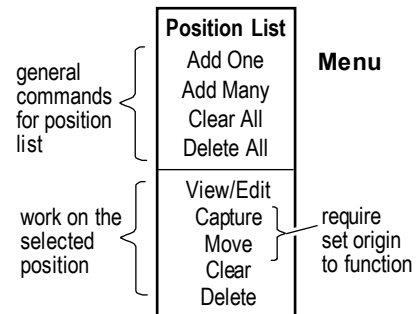 Position List
Add One
Add Many
Clear All
Delete All
Menu
general
commands
for position
list
View/Edit
Capture
Move
Clear
Delete
work on the
selected
position
require
set origin
to function